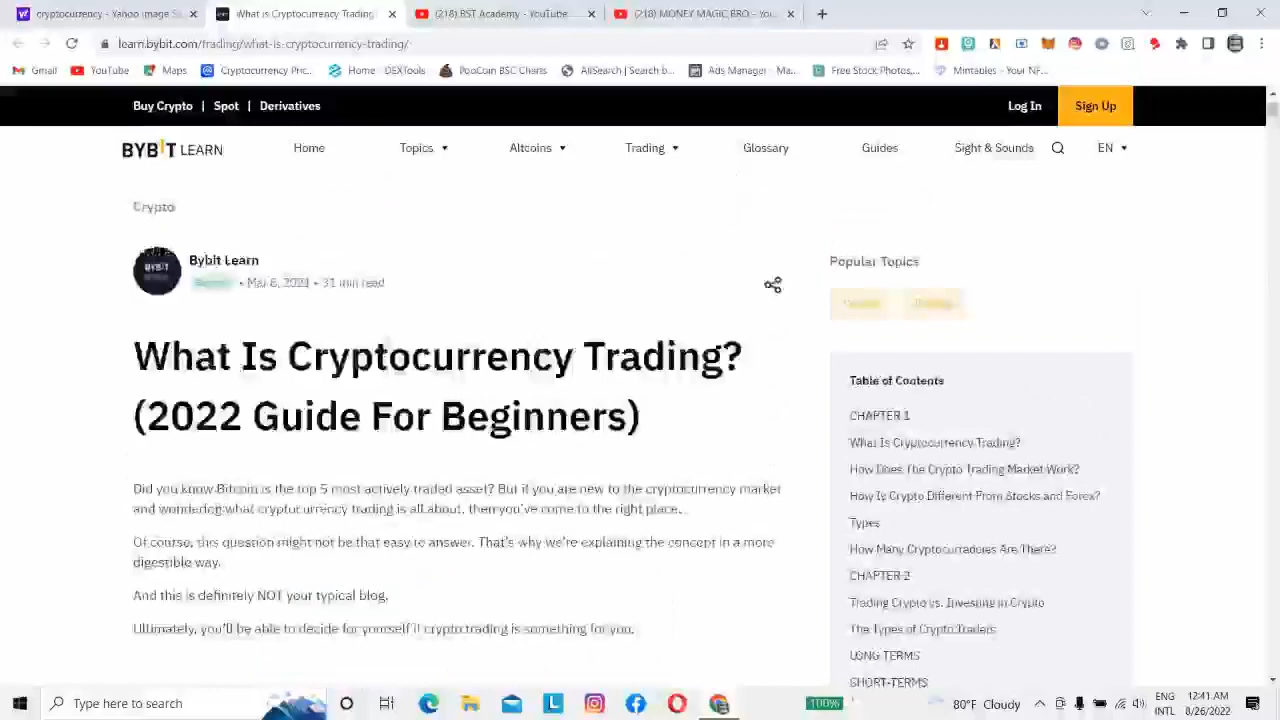 cryptocurrency - Yahoo Image S
What is Cryptocurrency Trading
(218) BST Academy - YouTube
(218) MONEY MAGIC BRO - You
learn.bybit.com/trading/what-is-cryptocurrency-trading/
Gmail
YouTube
Maps
Cryptocurrency Pric...
Home · DEXTools
PooCoin BSC Charts
AllSearch | Search b...
Ads Manager - Ma...
Free Stock Photos,...
Mintables - Your NF...
Buy Crypto | Spot | Derivatives
Log In
Sign Up
BYBIT LEARN
Home
Topics
Altcoins
Trading
Glossary
Guides
Sight & Sounds
EN
Crypto
BYBIT
Bybit Learn
31 min read
Popular Topics
What Is Cryptocurrency Trading?
(2022 Guide For Beginners)
Did you know Bitcoin is the top 5 most actively traded asset? But if you are new to the cryptocurrency market
and wondering what cryptocurrency trading is all about, then you've come to the right place.
Of course, this question might not be that easy to answer. That's why we're explaining the concept in a more
digestible way.
And this is definitely NOT your typical blog.
Ultimately, you'll be able to decide for yourself if crypto trading is something for you.
Table of Contents
CHAPTER 1
What Is Cryptocurrency Trading?
How Does The Crypto Trading Market Work?
How Is Crypto Different From Stocks and Forex?
Types
How Many Cryptocurrencies Are There?
CHAPTER 2
Trading Crypto vs. Investing in Crypto
The Types of Crypto Traders
LONG-TERMS
SHORT-TERMS
Type here to search
100%
80°F Cloudy
ENG
INTL
12:41 AM
8/26/2022